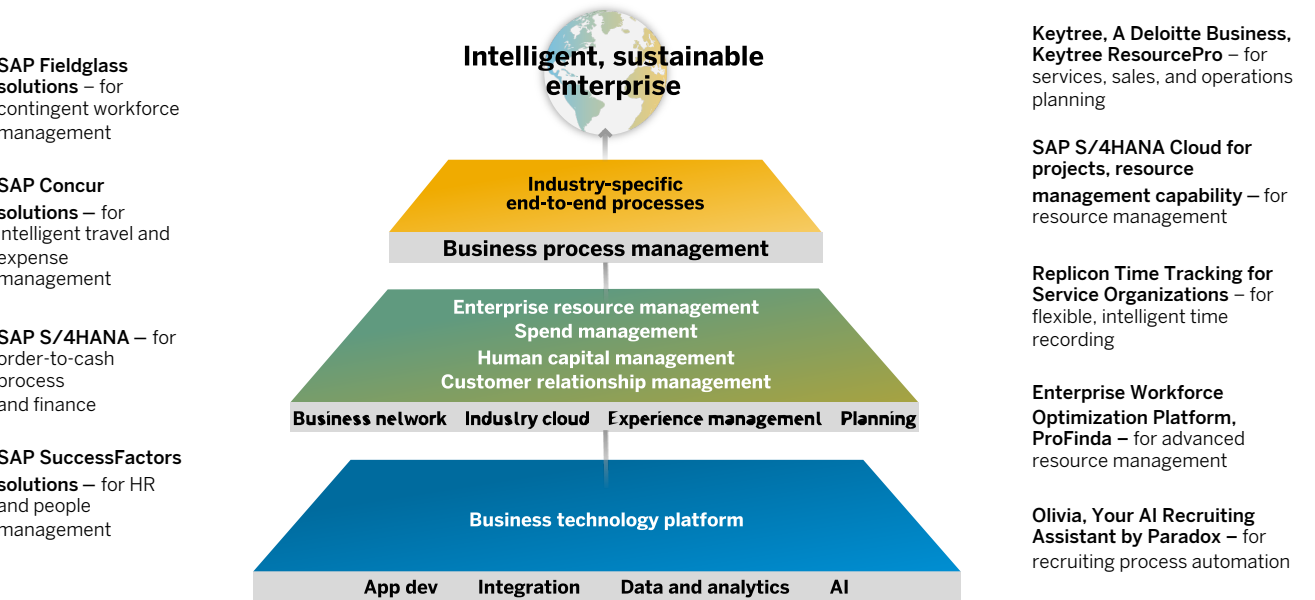 SAP Fieldglass
solutions – for
contingent workforce
management
SAP Concur
solutions – for
intelligent travel and
expense
management
SAP S/4HANA – for
order-to-cash
process
and finance
SAP SuccessFactors
solutions – for HR
and people
management
Intelligent, sustainable
enterprise
Industry-specific
end-to-end processes
Business process management
Enterprise resource management
Spend management
Human capital management
Customer relationship management
Business network Industry cloud Experience management Planning
Business technology platform
App dev Integration Data and analytics AI
Keytree, A Deloitte Business,
Keytree ResourcePro – for
services, sales, and operations
planning
SAP S/4HANA Cloud for
projects, resource
management capability – for
resource management
Replicon Time Tracking for
Service Organizations – for
flexible, intelligent time
recording
Enterprise Workforce
Optimization Platform,
ProFinda – for advanced
resource management
Olivia, Your AI Recruiting
Assistant by Paradox – for
recruiting process automation